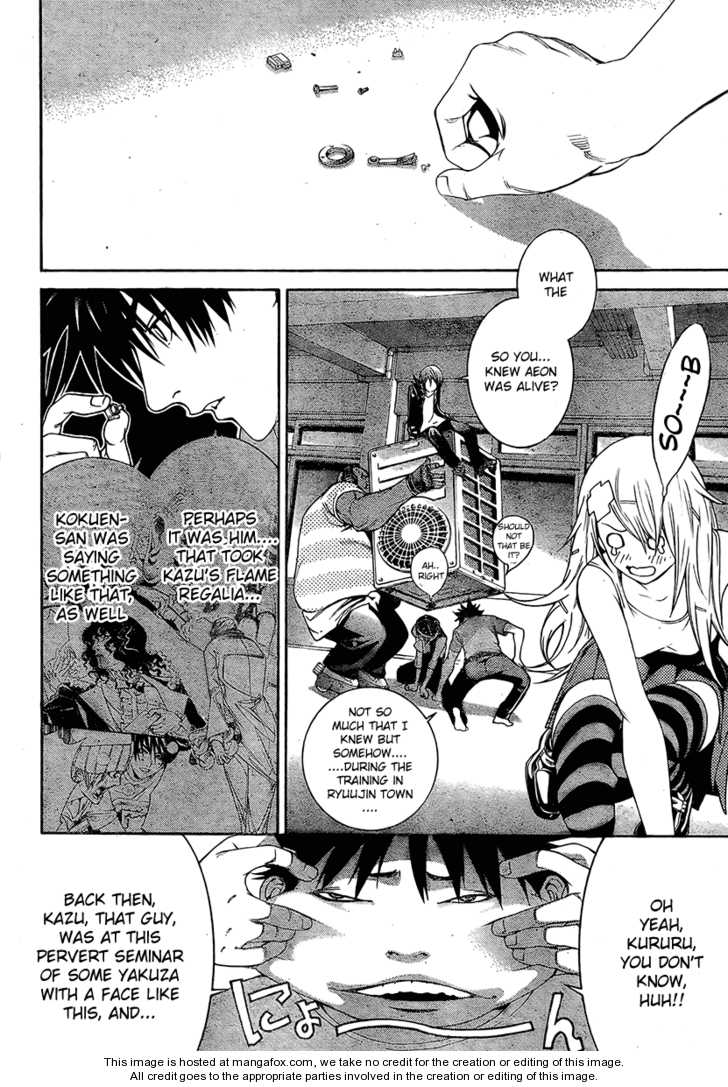 WHAT
THE
SO YOU...
KNEW AEON
WAS ALIVE?
SO~~~B
SHOULD
NOT
THAT BE
IT?
AH..
RIGHT
NOT SO
MUCH THAT I
KNEW BUT
SOMEHOW....
.....DURING THE
TRAINING IN
RYUUJIN TOWN
....
PERHAPS
IT WAS HIM....
THAT TOOK
KAZU'S FLAME
REGALIA...
KOKUEN-
SAN WAS
SAYING
SOMETHING
LIKE THAT,
AS WELL
OH
YEAH,
KURURU,
YOU DON'T
KNOW,
HUH!!
BACK THEN,
KAZU, THAT GUY,
WAS AT THIS
PERVERT SEMINAR
OF SOME YAKUZA
WITH A FACE LIKE
THIS, AND...
にょーーん
This image is hosted at mangafox.com, we take no credit for the creation or editing of this image.
All credit goes to the appropriate parties involved in the creation or editing of this image.